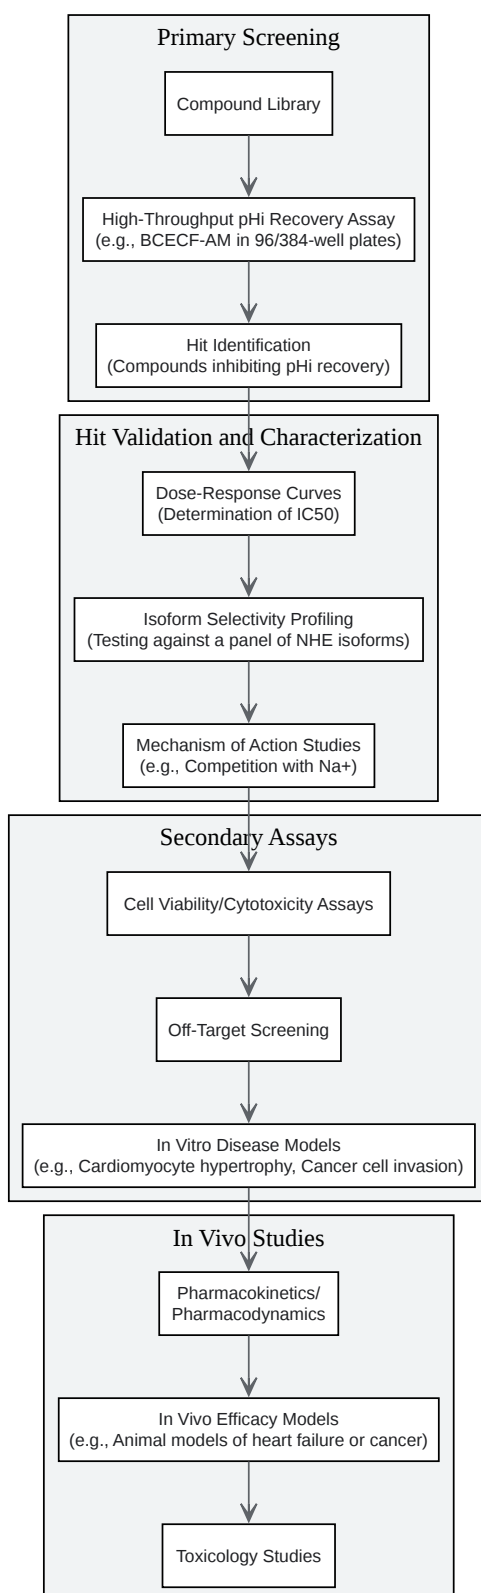 Primary Screening
Compound Library
High-Throughput pHi Recovery Assay
(e.g., BCECF-AM in 96/384-well plates)
Hit Identification
(Compounds inhibiting pHi recovery)
Hit Validation and Characterization
Dose-Response Curves
(Determination of IC50)
Isoform Selectivity Profiling
(Testing against a panel of NHE isoforms)
Mechanism of Action Studies
(e.g., Competition with Na+)
Secondary Assays
Cell Viability/Cytotoxicity Assays
Off-Target Screening
In Vitro Disease Models
(e.g., Cardiomyocyte hypertrophy, Cancer cell invasion)
In Vivo Studies
Pharmacokinetics/
Pharmacodynamics
In Vivo Efficacy Models
(e.g., Animal models of heart failure or cancer)
Toxicology Studies